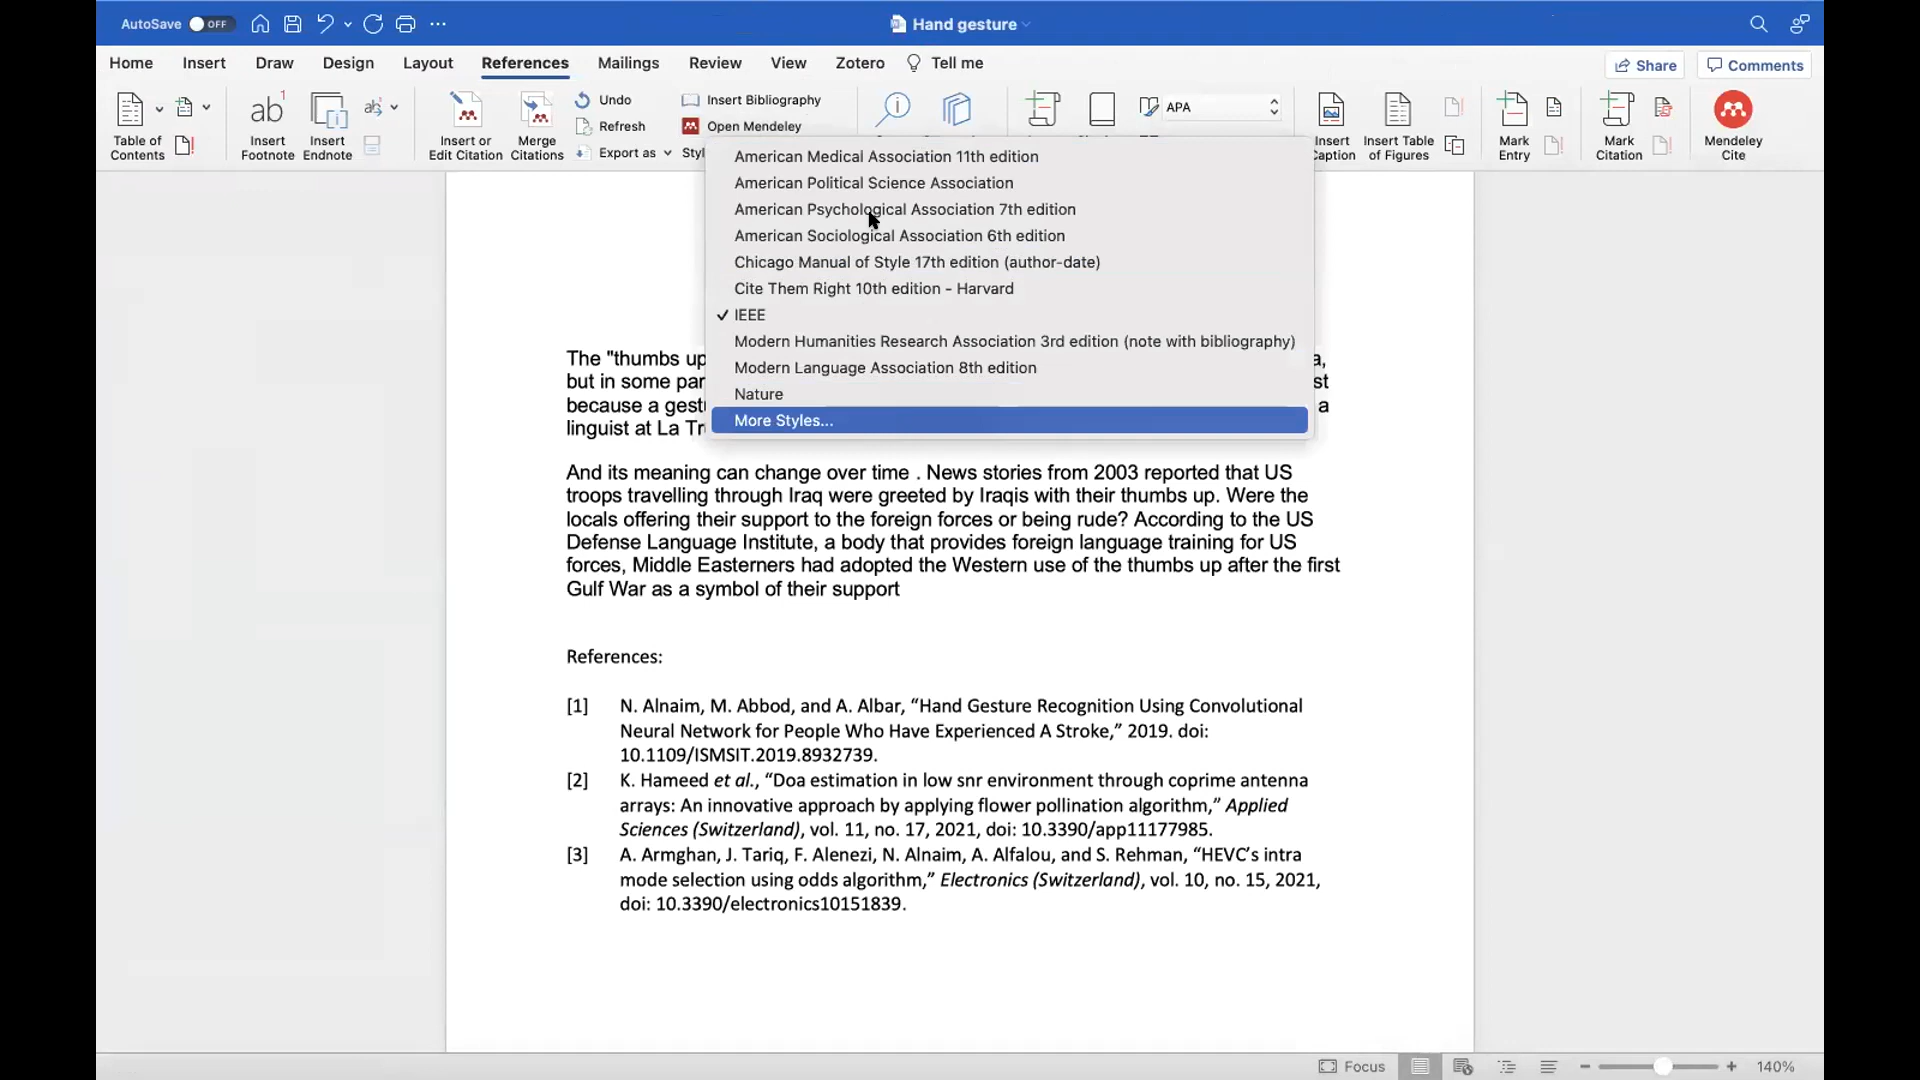 AutoSave OFF
Hand gesture
Home Insert Draw Design Layout References Mailings Review View Zotero Tell me
Share Comments
Table of Contents
Insert Footnote
Insert Endnote
ab
Insert or Edit Citation
Merge Citations
Undo
Refresh
Export as
Insert Bibliography
Open Mendeley
APA
Insert Table of Figures
Mark Entry
Mark Citation
Mendeley Cite
American Medical Association 11th edition
American Political Science Association
American Psychological Association 7th edition
American Sociological Association 6th edition
Chicago Manual of Style 17th edition (author-date)
Cite Them Right 10th edition - Harvard
✓ IEEE
Modern Humanities Research Association 3rd edition (note with bibliography)
Modern Language Association 8th edition
Nature
More Styles...
The "thumbs up
but in some
because a
linguist at La
And its meaning can change over time . News stories from 2003 reported that US
troops travelling through Iraq were greeted by Iraqis with their thumbs up. Were the
locals offering their support to the foreign forces or being rude? According to the US
Defense Language Institute, a body that provides foreign language training for US
forces, Middle Easterners had adopted the Western use of the thumbs up after the first
Gulf War as a symbol of their support
References:
[1] N. Alnaim, M. Abbod, and A. Albar, “Hand Gesture Recognition Using Convolutional
Neural Network for People Who Have Experienced A Stroke,” 2019. doi:
10.1109/ISMSIT.2019.8932739.
[2] K. Hameed et al., “Doa estimation in low snr environment through coprime antenna
arrays: An innovative approach by applying flower pollination algorithm,” Applied
Sciences (Switzerland), vol. 11, no. 17, 2021, doi: 10.3390/app11177985.
[3] A. Armghan, J. Tariq, F. Alenezi, N. Alnaim, A. Alfalou, and S. Rehman, “HEVC’s intra
mode selection using odds algorithm,” Electronics (Switzerland), vol. 10, no. 15, 2021,
doi: 10.3390/electronics10151839.
Focus 140%